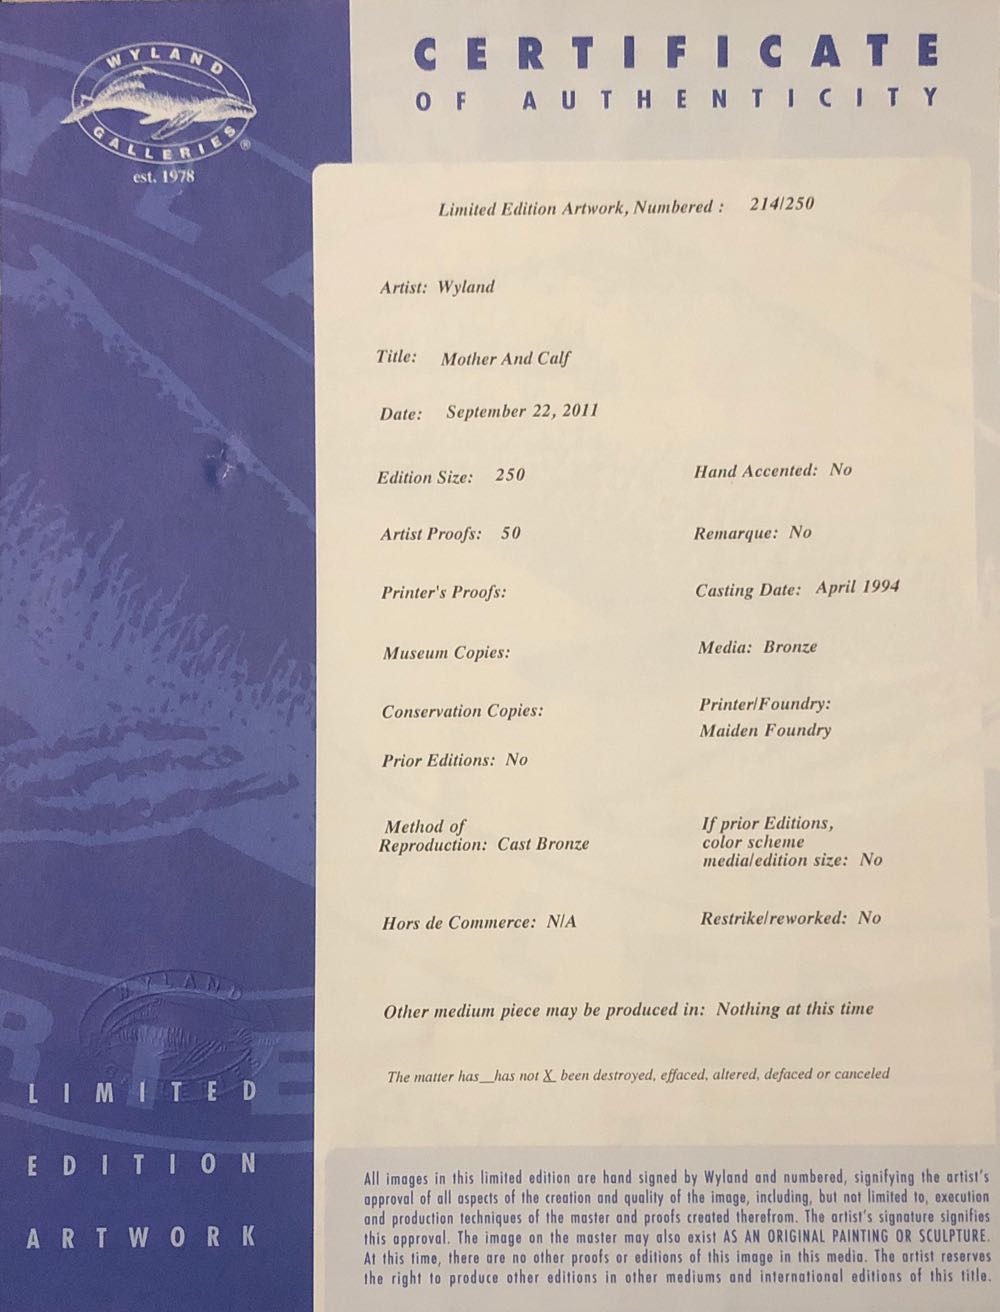 WYLAND
GALLERIES®
est. 1978
CERTIFICATE
OF AUTHENTICITY
Limited Edition Artwork, Numbered : 214/250
Artist: Wyland
Title: Mother And Calf
Date: September 22, 2011
Edition Size: 250
Hand Accented: No
Artist Proofs: 50
Remarque: No
Printer's Proofs:
Casting Date: April 1994
Museum Copies:
Media: Bronze
Conservation Copies:
Printer/Foundry:
Maiden Foundry
Prior Editions: No
Method of
Reproduction: Cast Bronze
If prior Editions,
color scheme
media/edition size: No
Hors de Commerce: N/A
Restrike/reworked: No
Other medium piece may be produced in: Nothing at this time
The matter has__has not X been destroyed, effaced, altered, defaced or canceled
WYLAND
GALLERIES
LIMITED
EDITION
ARTWORK
All images in this limited edition are hand signed by Wyland and numbered, signifying the artist's
approval of all aspects of the creation and quality of the image, including, but not limited to, execution
and production techniques of the master and proofs created therefrom. The artist's signature signifies
this approval. The image on the master may also exist AS AN ORIGINAL PAINTING OR SCULPTURE.
At this time, there are no other proofs or editions of this image in this media. The artist reserves
the right to produce other editions in other mediums and international editions of this title.